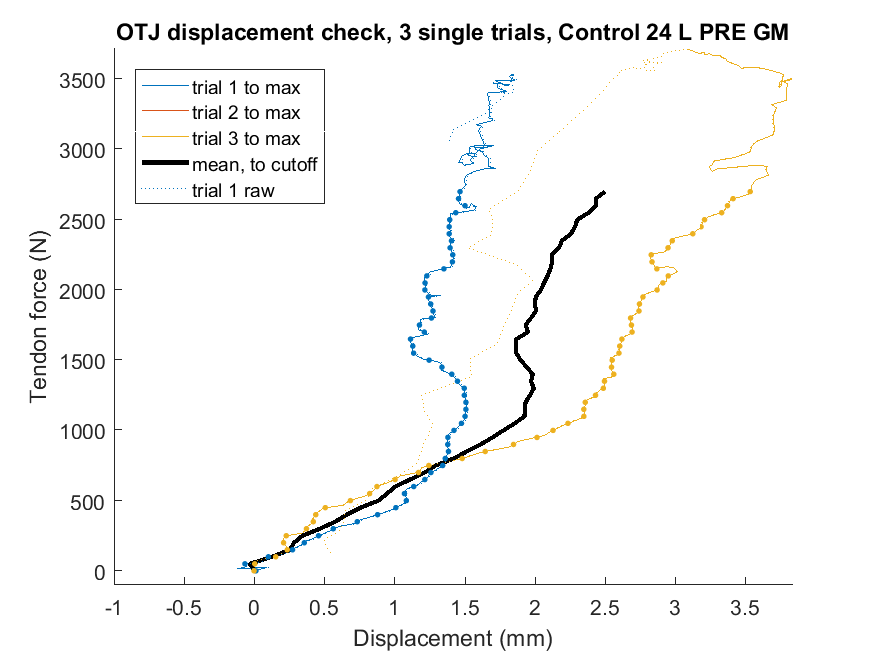 OTJ displacement check, 3 single trials, Control 24 L PRE GM
3500
3000
2500
2000
1500
1000
500
0
Tendon force (N)
trial 1 to max
trial 2 to max
trial 3 to max
mean, to cutoff
trial 1 raw
-1
-0.5
0
0.5
1
1.5
2
2.5
3
3.5
Displacement (mm)